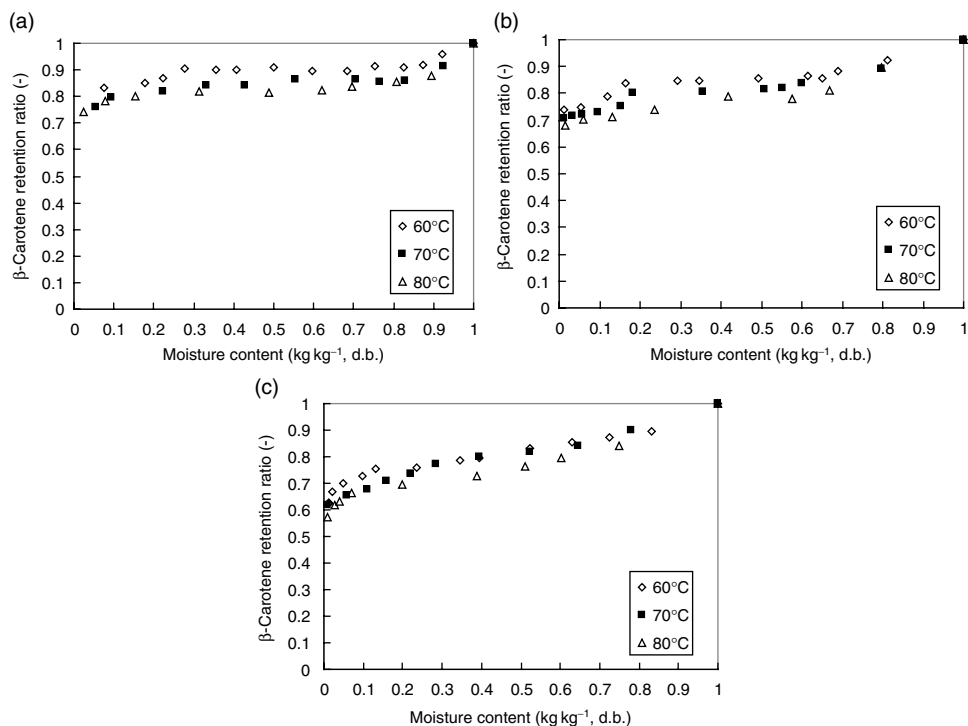 (a)
β-Carotene retention ratio (-)
1
0.9
0.8
0.7
0.6
0.5
0.4
0.3
0.2
0.1
0
0 0.1 0.2 0.3 0.4 0.5 0.6 0.7 0.8 0.9 1
Moisture content (kg kg⁻¹, d.b.)
60°C
70°C
80°C
(b)
β-Carotene retention ratio (-)
1
0.9
0.8
0.7
0.6
0.5
0.4
0.3
0.2
0.1
0
0 0.1 0.2 0.3 0.4 0.5 0.6 0.7 0.8 0.9 1
Moisture content (kg kg⁻¹, d.b.)
60°C
70°C
80°C
(c)
β-Carotene retention ratio (-)
1
0.9
0.8
0.7
0.6
0.5
0.4
0.3
0.2
0.1
0
0 0.1 0.2 0.3 0.4 0.5 0.6 0.7 0.8 0.9 1
Moisture content (kg kg⁻¹, d.b.)
60°C
70°C
80°C